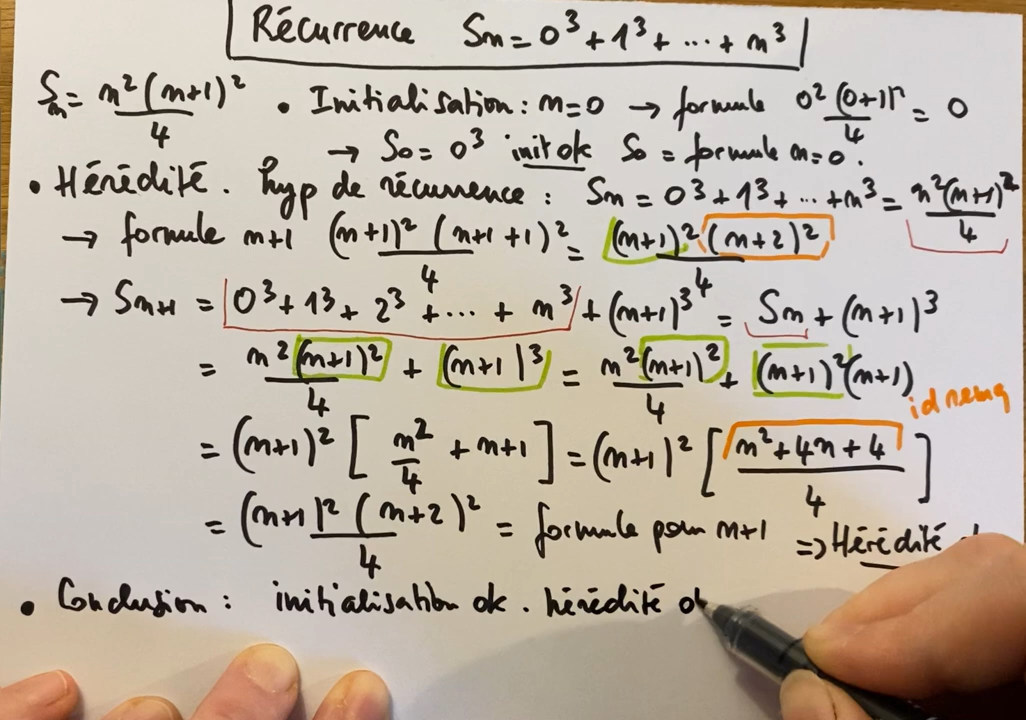 Récurrence Sn = 0³ + 1³ + ... + n³
Sn = n²(n+1)²/4 • Initialisation : n=0 → formule 0²(0+1)²/4 = 0
→ S0 = 0³ init ok S0 = formule n=0.
• Hérédité. hyp de récurrence : Sn = 0³ + 1³ + ... + n³ = n²(n+1)²/4
→ formule n+1 (n+1)²(n+1+1)²/4 = (n+1)²(n+2)²/4
→ Sn+1 = 0³ + 1³ + 2³ + ... + n³ + (n+1)³ = Sn + (n+1)³
= n²(n+1)²/4 + (n+1)³ = n²(n+1)²/4 + (n+1)²(n+1)
id remq
= (n+1)² [ n²/4 + n+1 ] = (n+1)² [ n² + 4n + 4 / 4 ]
= (n+1)²(n+2)²/4 = formule pour n+1 => Hérédité
• Conclusion : initialisation ok . hérédité ok